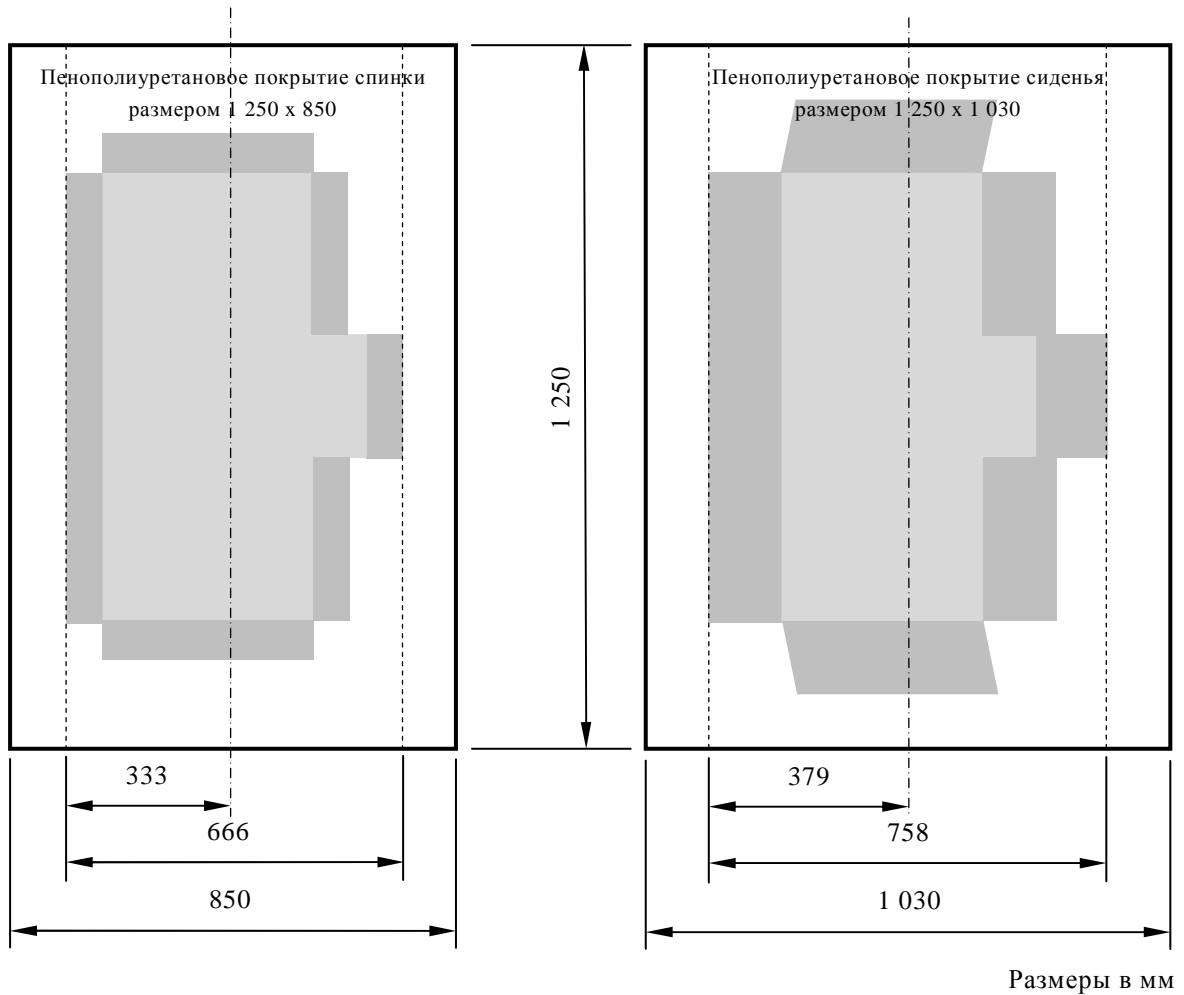 Пенополиуретановое покрытие спинки
размером 1 250 x 850
Пенополиуретановое покрытие сиденья
размером 1 250 x 1 030
1 250
333
666
850
379
758
1 030
Размеры в мм